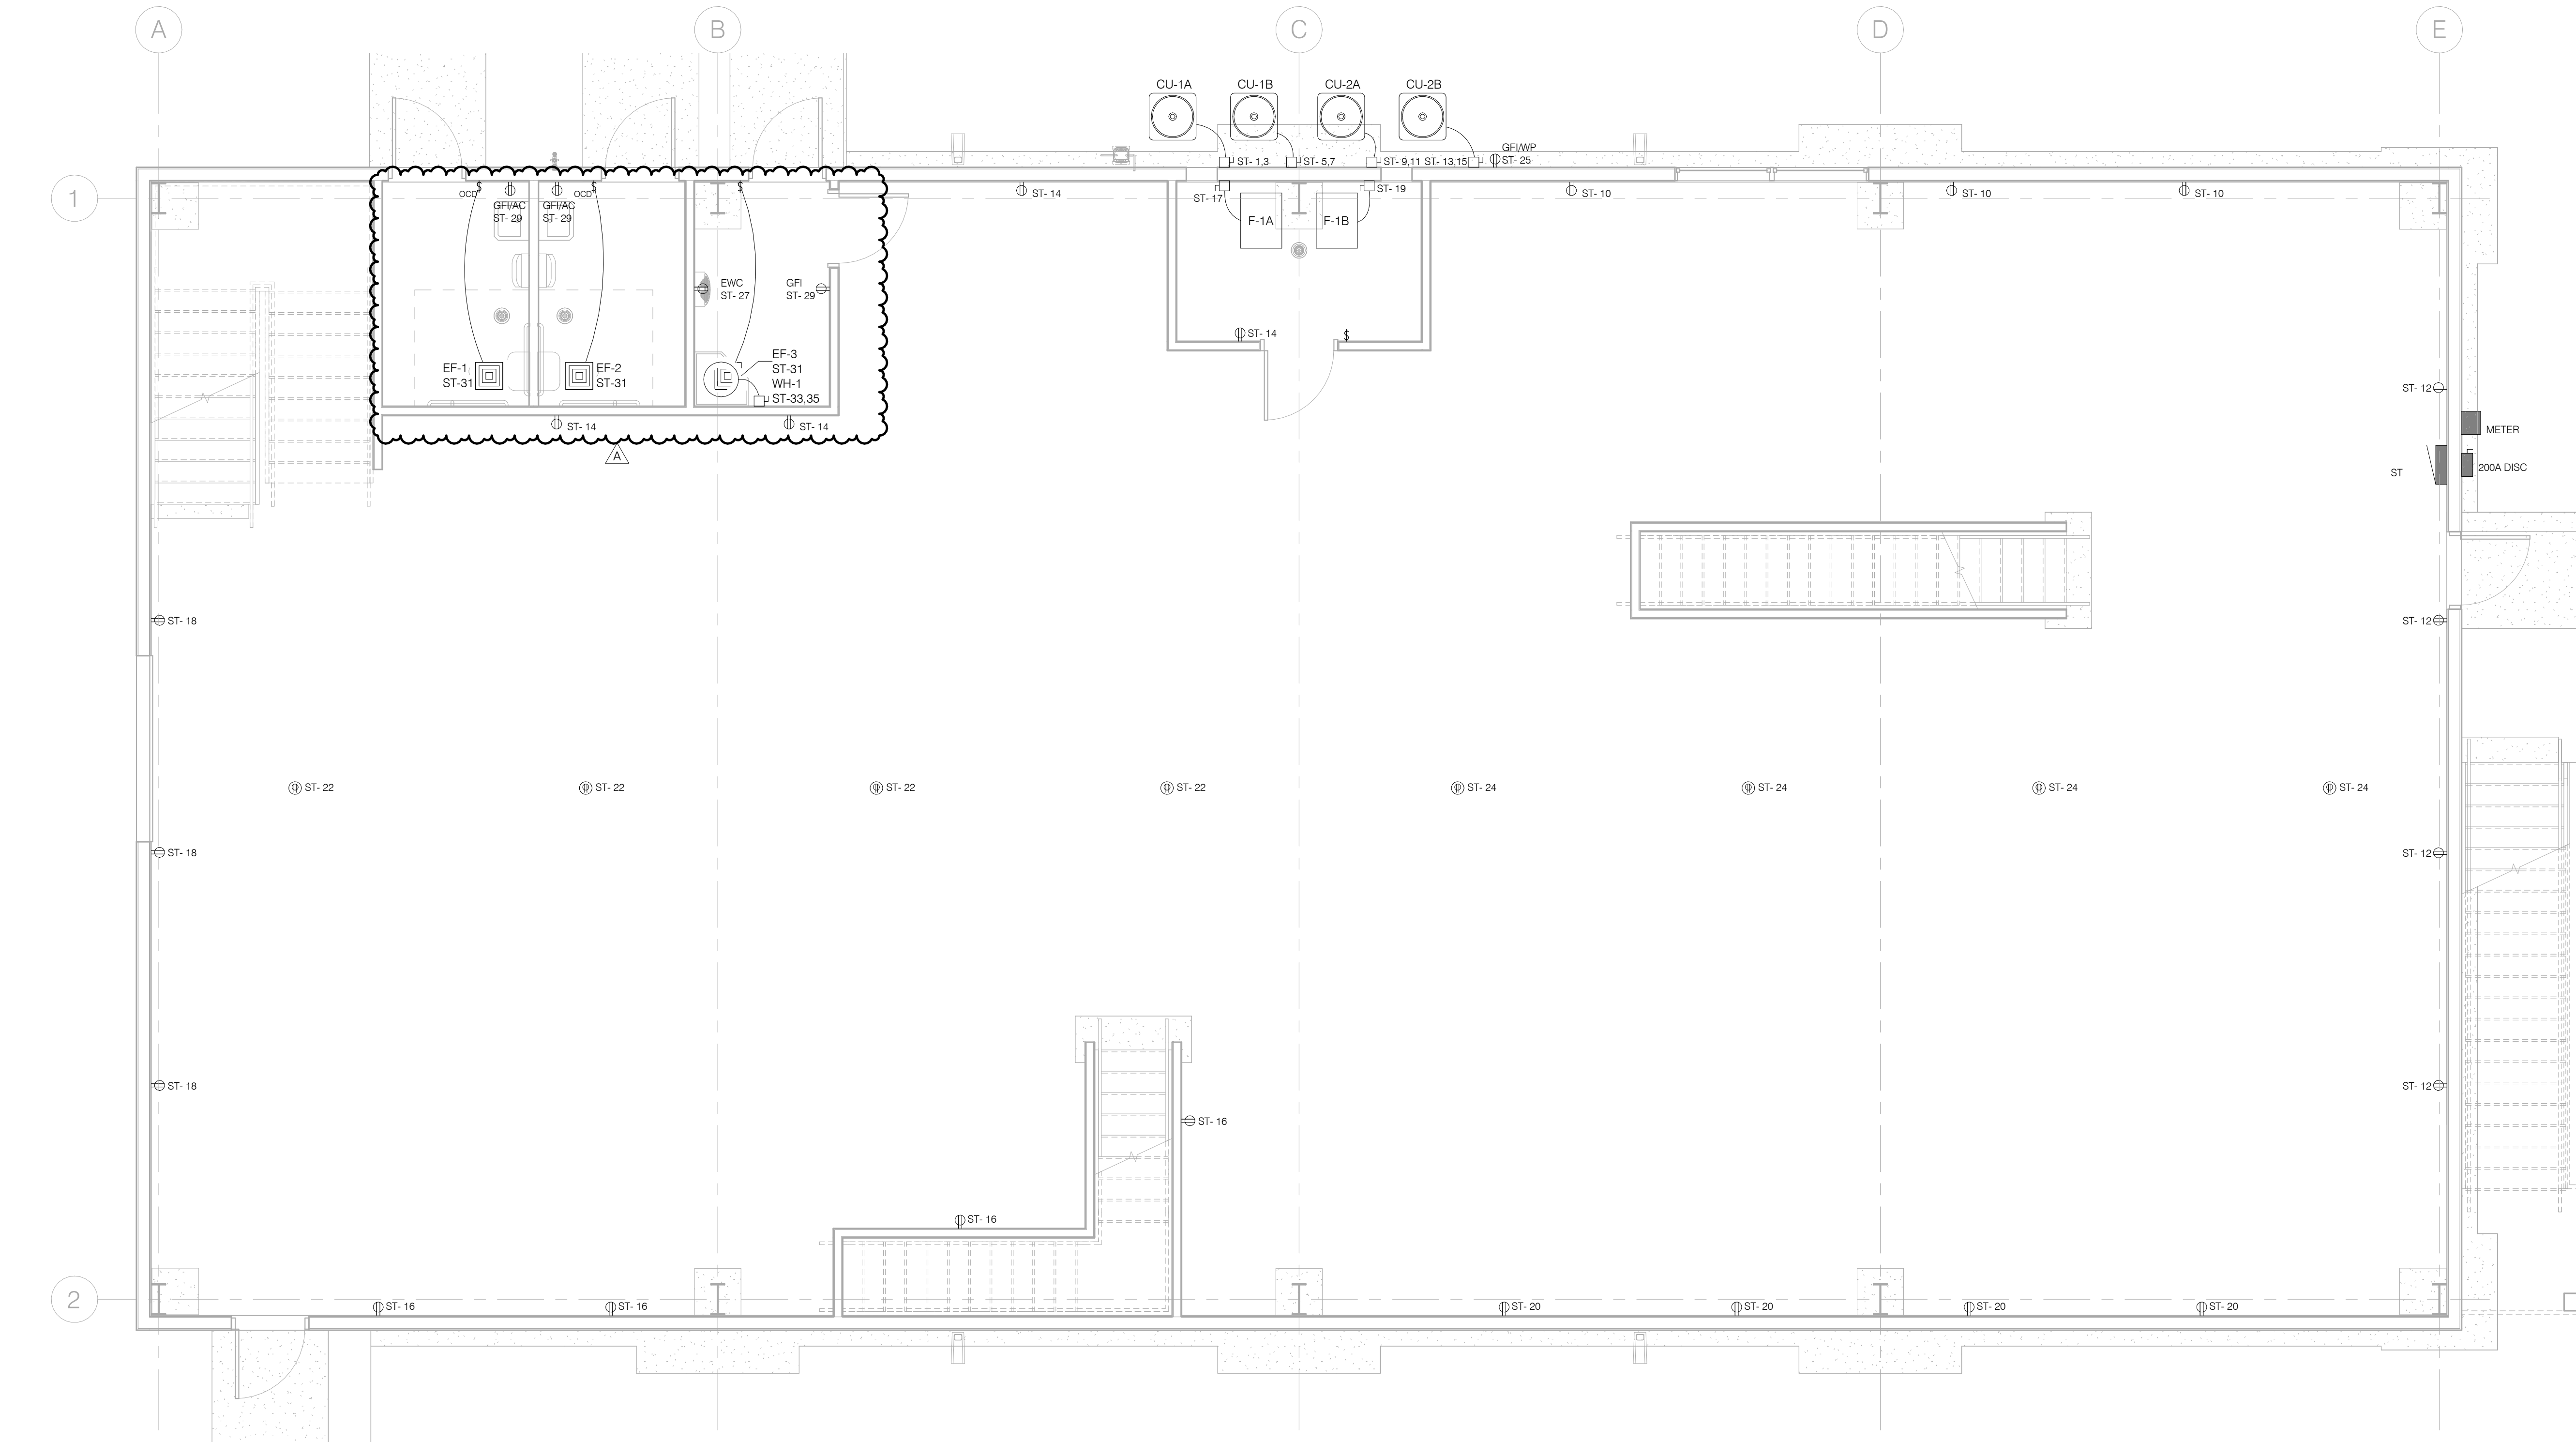 A
B
C
D
E
CU-1A
CU-1B
CU-2A
CU-2B
GFI/WP
ST- 1,3
ST- 5,7
ST- 9,11
ST- 13,15
ST- 25
1
OCD
$
GFI/AC
ST- 29
GFI/AC
ST- 29
OCD
$
$
ST- 14
ST- 17
ST- 19
ST- 10
ST- 10
ST- 10
F-1A
F-1B
EWC
ST- 27
GFI
ST- 29
ST- 14
$
EF-1
ST-31
EF-2
ST-31
EF-3
ST-31
WH-1
ST-33,35
ST- 12
ST- 14
ST- 14
METER
A
ST
200A DISC
ST- 18
ST- 12
ST- 22
ST- 22
ST- 22
ST- 22
ST- 24
ST- 24
ST- 24
ST- 24
ST- 18
ST- 12
ST- 18
ST- 12
ST- 16
ST- 16
2
ST- 16
ST- 16
ST- 20
ST- 20
ST- 20
ST- 20